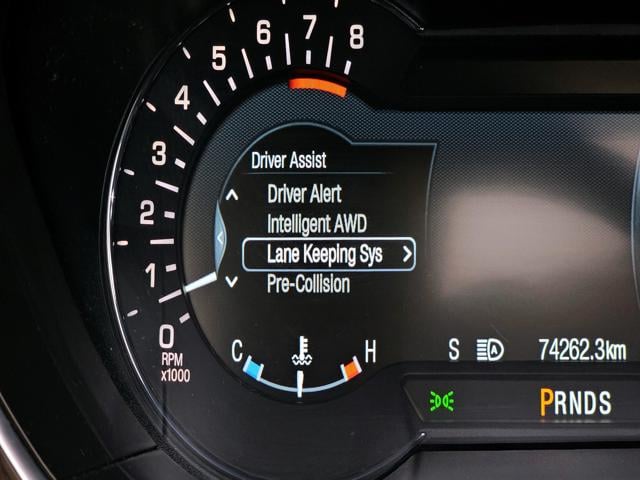 8
7
6
5
4
3
2
1
0
RPM
x1000
Driver Assist
Driver Alert
Intelligent AWD
Lane Keeping Sys
Pre-Collision
C H
S A 74262.3km
PRNDS